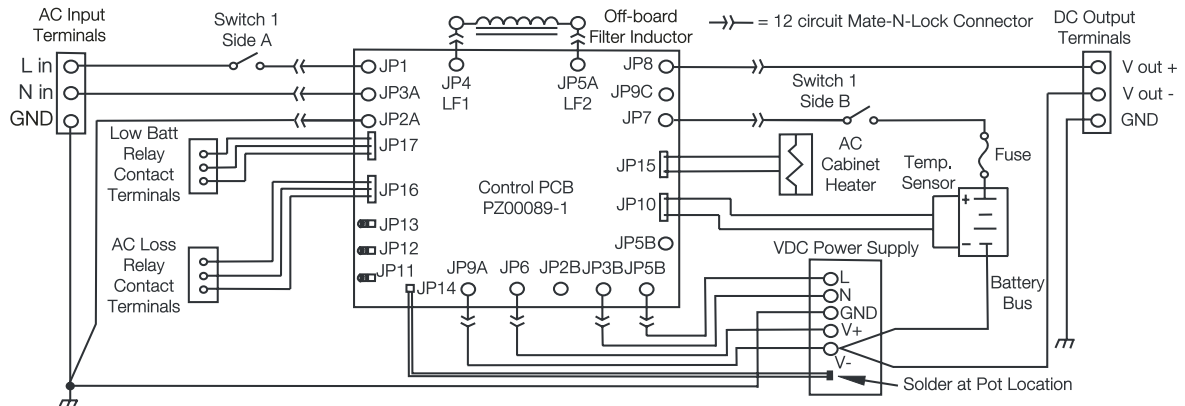 AC Input
Terminals
L in
N in
GND
Switch 1
Side A
Off-board
Filter Inductor
= 12 circuit Mate-N-Lock Connector
DC Output
Terminals
V out +
V out -
GND
JP1
JP3A
JP2A
JP17
JP16
JP13
JP12
JP11
JP14
JP4
LF1
JP5A
LF2
JP8
JP9C
JP7
JP15
JP10
JP5B
Control PCB
PZ00089-1
JP9A
JP6
JP2B
JP3B
JP5B
Low Batt
Relay
Contact
Terminals
AC Loss
Relay
Contact
Terminals
Switch 1
Side B
AC
Cabinet
Heater
Temp.
Sensor
Fuse
+
-
Battery
Bus
VDC Power Supply
L
N
GND
V+
V-
Solder at Pot Location